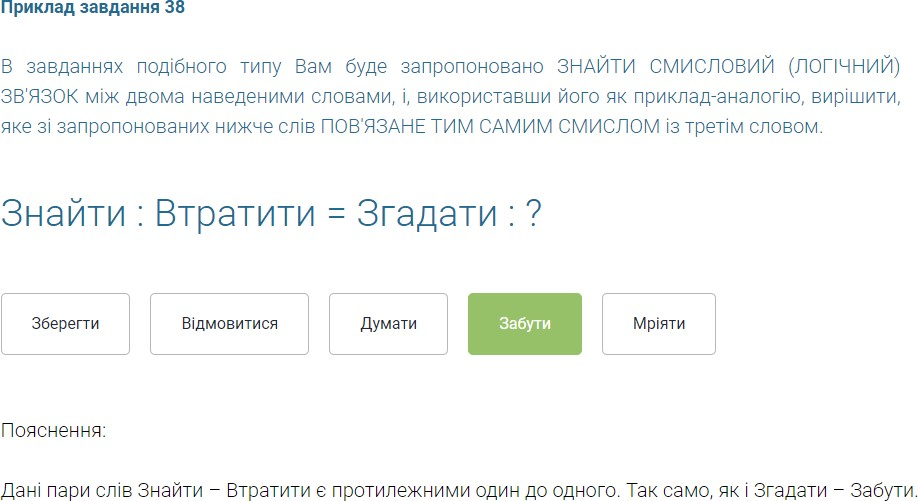 Приклад завдання 38
В завданнях подібного типу Вам буде запропоновано ЗНАЙТИ СМИСЛОВИЙ (ЛОГІЧНИЙ)
ЗВ'ЯЗОК між двома наведеними словами, і, використавши його як приклад-аналогію, вирішити,
яке зі запропонованих нижче слів ПОВ'ЯЗАНЕ ТИМ САМИМ СМИСЛОМ із третім словом.
Знайти : Втратити = Згадати : ?
Зберегти Відмовитися Думати Забути Мріяти
Пояснення:
Дані пари слів Знайти – Втратити є протилежними один до одного. Так само, як і Згадати – Забути.